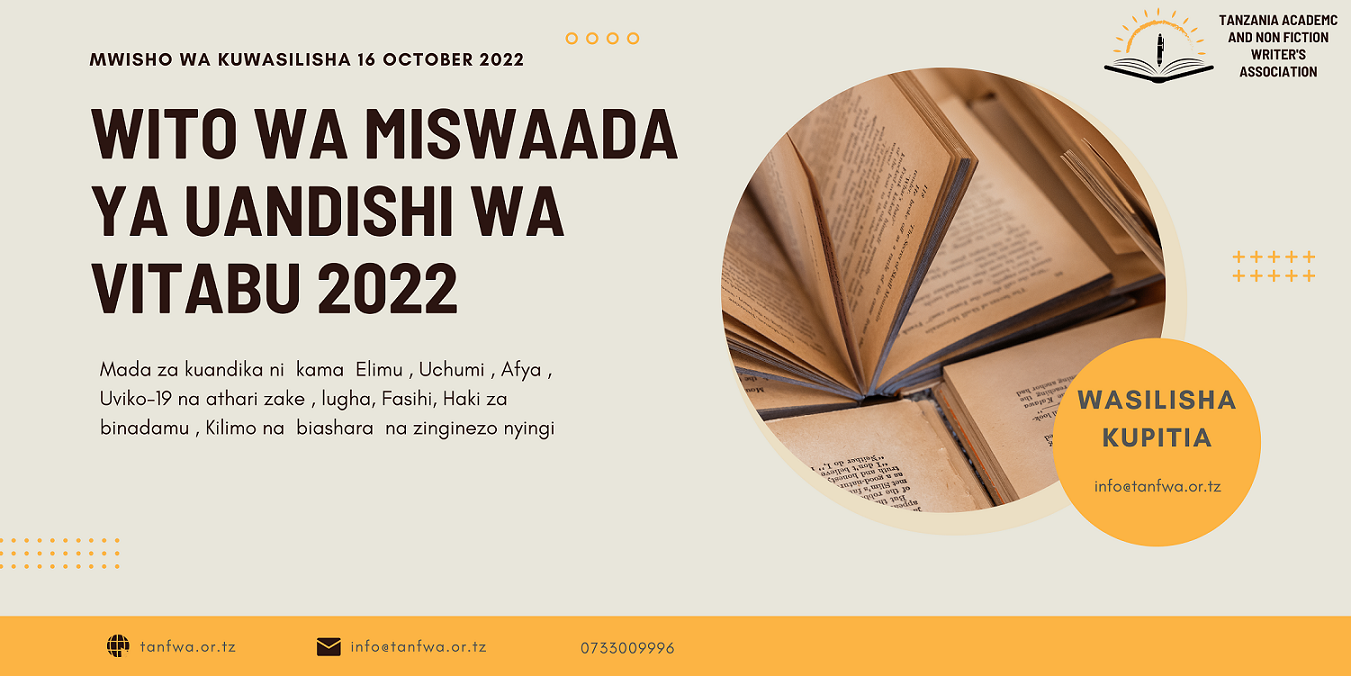 MWISHO WA KUWASILISHA 16 OCTOBER 2022
WITO WA MISWAADA
YA UANDISHI WA
VITABU 2022
Mada za kuandika ni kama Elimu , Uchumi , Afya ,
Uviko-19 na athari zake , lugha, Fasihi, Haki za
binadamu , Kilimo na biashara na zinginezo nyingi
TANZANIA ACADEMC
AND NON FICTION
WRITER'S
ASSOCIATION
WASILISHA
KUPITIA
info@tanfwa.or.tz
tanfwa.or.tz
info@tanfwa.or.tz
0733009996